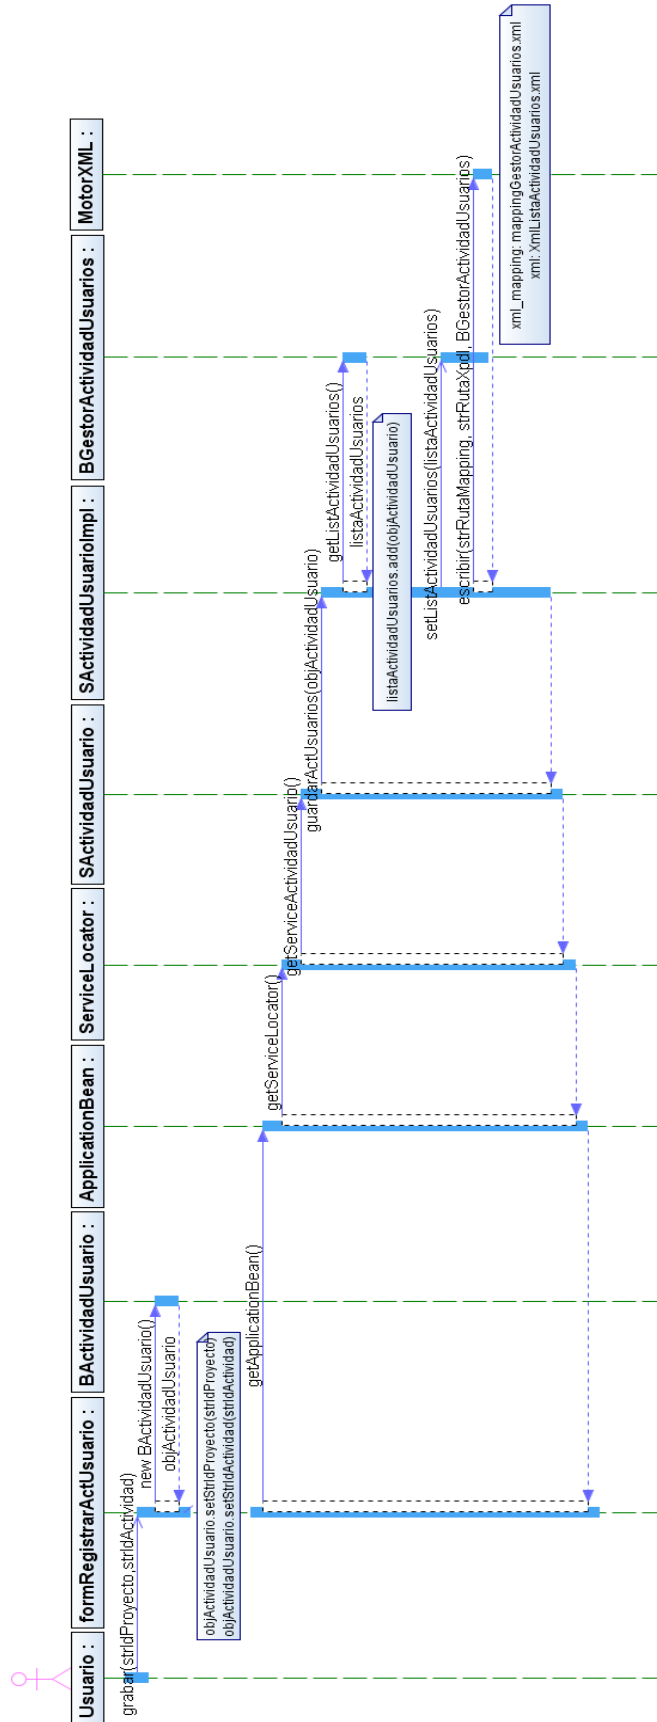 Usuario :
formRegistrarActUsuario :
BActividadUsuario :
ApplicationBean :
ServiceLocator :
SActividadUsuario :
SActividadUsuarioImpl :
BGestorActividadUsuarios :
MotorXML :
grabar(strIdProyecto,strIdActividad)
new BActividadUsuario()
objActividadUsuario
objActividadUsuario.setStrIdProyecto(strIdProyecto)
objActividadUsuario.setStrIdActividad(strIdActividad)
getApplicationBean()
getServiceLocator()
getServiceActividadUsuario()
guardarActUsuarios(objActividadUsuario)
getListActividadUsuarios()
listaActividadUsuarios
listaActividadUsuarios.add(objActividadUsuario)
setListActividadUsuarios(listaActividadUsuarios)
escribir(strRutaMapping, strRutaXpdl, BGestorActividadUsuarios)
xml_mapping: mappingGestorActividadUsuarios.xml
xml: XmlListaActividadUsuarios.xml